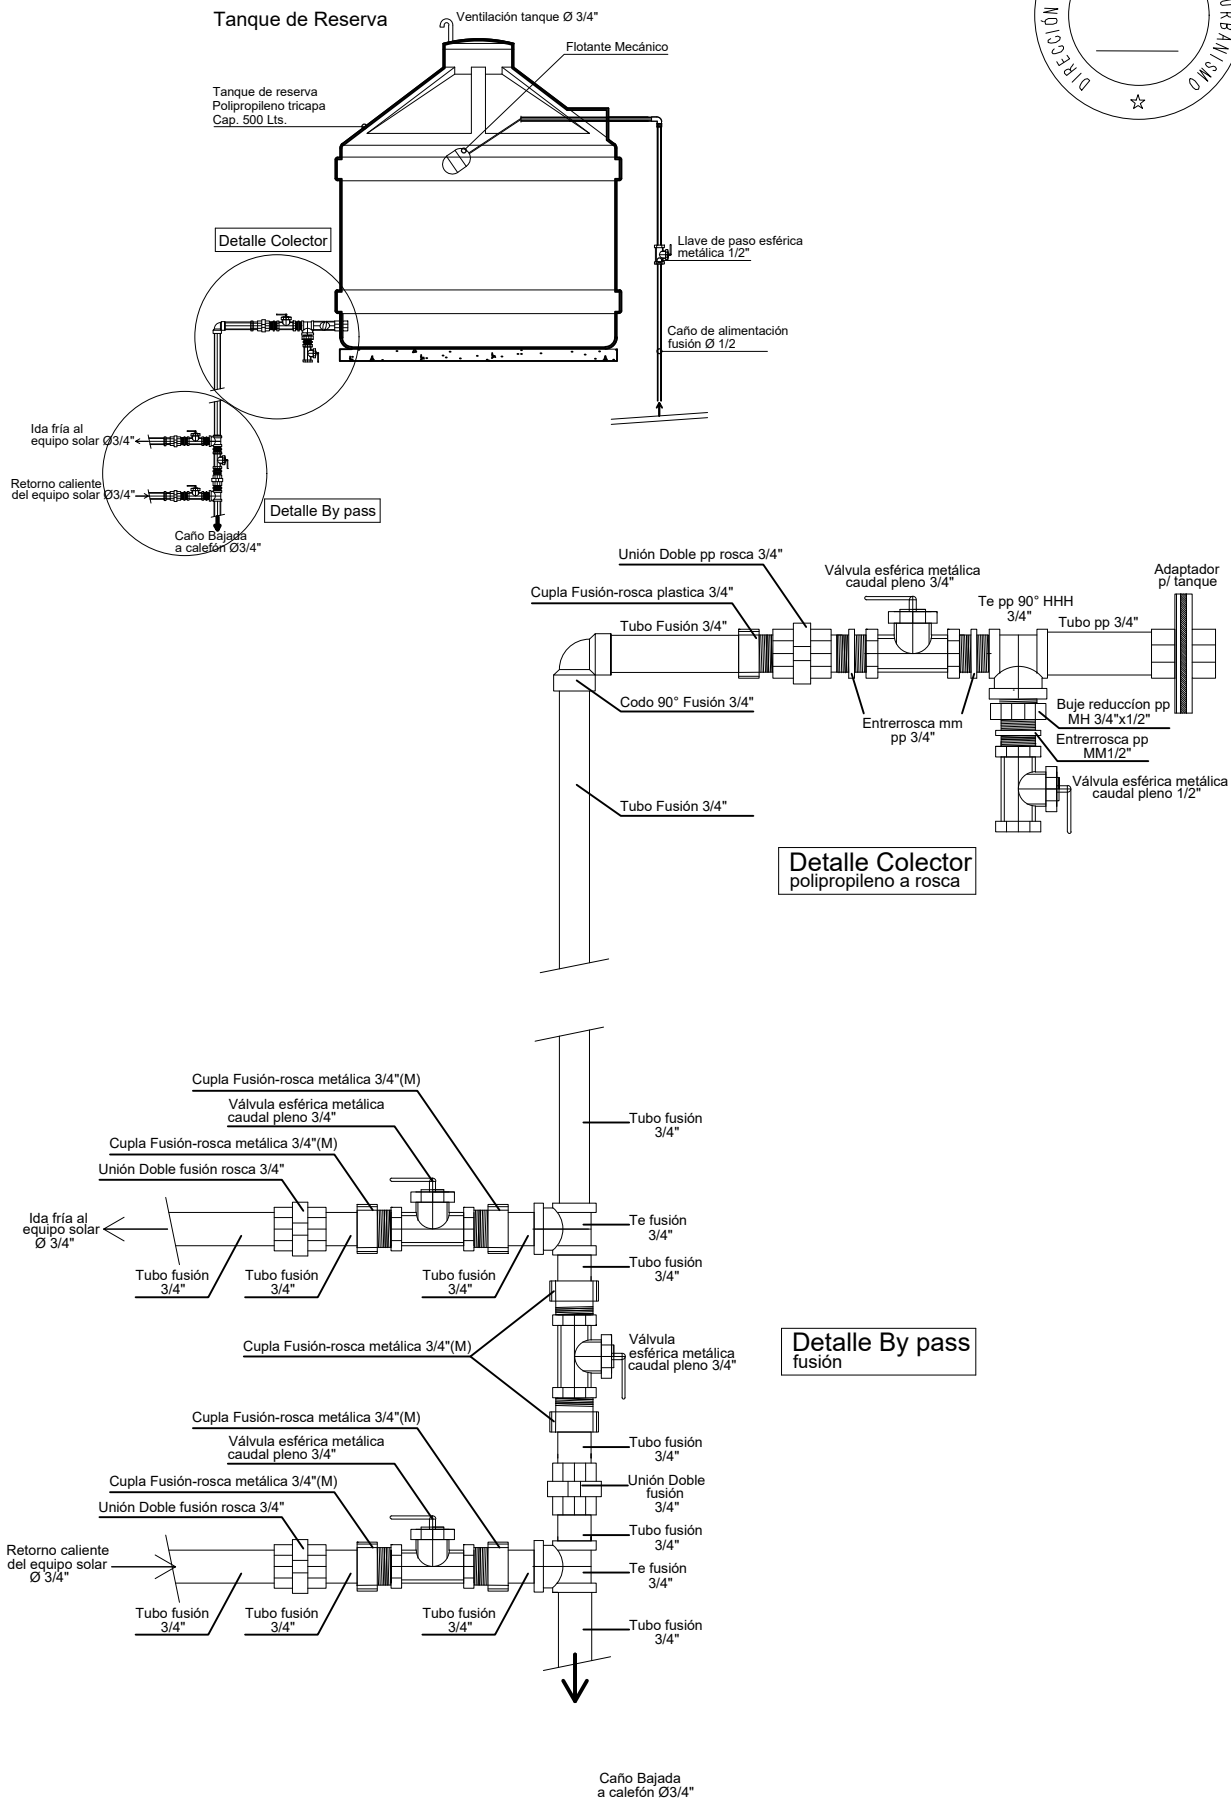 Tanque de Reserva
Ventilación tanque Ø 3/4"
Flotante Mecánico
Tanque de reserva
Polipropileno tricapa
Cap. 500 Lts.
DIRECCIÓN
URBANISMO
Detalle Colector
Llave de paso esférica
metálica 1/2"
Caño de alimentación
fusión Ø 1/2
Ida fría al
equipo solar Ø3/4"
Retorno caliente
del equipo solar Ø3/4"
Detalle By pass
Caño Bajada
a calefón Ø3/4"
Unión Doble pp rosca 3/4"
Cupla Fusión-rosca plastica 3/4"
Tubo Fusión 3/4"
Válvula esférica metálica
caudal pleno 3/4"
Te pp 90° HHH
3/4"
Tubo pp 3/4"
Adaptador
p/ tanque
Codo 90° Fusión 3/4"
Entrerrosca mm
pp 3/4"
Buje reduccíon pp
MH 3/4"x1/2"
Entrerrosca pp
MM1/2"
Válvula esférica metálica
caudal pleno 1/2"
Tubo Fusión 3/4"
Detalle Colector
polipropileno a rosca
Cupla Fusión-rosca metálica 3/4"(M)
Válvula esférica metálica
caudal pleno 3/4"
Cupla Fusión-rosca metálica 3/4"(M)
Unión Doble fusión rosca 3/4"
Tubo fusión
3/4"
Ida fría al
equipo solar
Ø 3/4"
Te fusión
3/4"
Tubo fusión
3/4"
Tubo fusión
3/4"
Tubo fusión
3/4"
Tubo fusión
3/4"
Cupla Fusión-rosca metálica 3/4"(M)
Válvula
esférica metálica
caudal pleno 3/4"
Detalle By pass
fusión
Cupla Fusión-rosca metálica 3/4"(M)
Válvula esférica metálica
caudal pleno 3/4"
Cupla Fusión-rosca metálica 3/4"(M)
Unión Doble fusión rosca 3/4"
Tubo fusión
3/4"
Unión Doble
fusión
3/4"
Tubo fusión
3/4"
Te fusión
3/4"
Retorno caliente
del equipo solar
Ø 3/4"
Tubo fusión
3/4"
Tubo fusión
3/4"
Tubo fusión
3/4"
Tubo fusión
3/4"
Caño Bajada
a calefón Ø3/4"